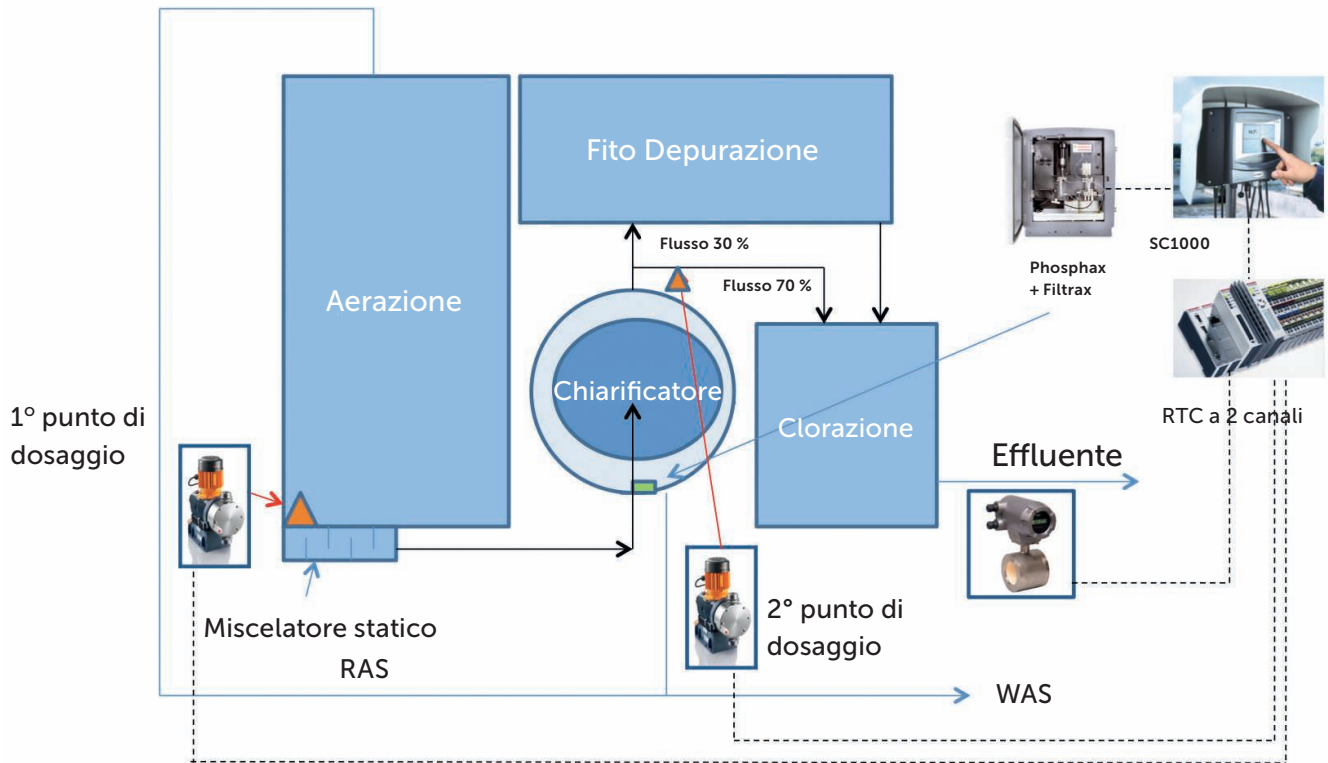 Fito Depurazione
Aerazione
Flusso 30 %
Flusso 70 %
SC1000
Phosphax
+ Filtrax
Chiarificatore
Clorazione
1° punto di
dosaggio
RTC a 2 canali
Effluente
2° punto di
dosaggio
Miscelatore statico
RAS
WAS